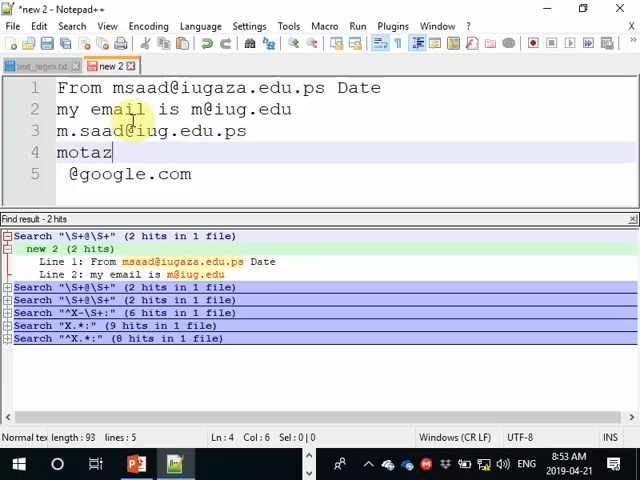 *new 2 - Notepad++
File Edit Search View Encoding Language Settings Tools Macro Run Plugins Window ?
X
text_regex.txt new 2
1 From msaad@iugaza.edu.ps Date
2 my email is m@iug.edu
3 m.saad@iug.edu.ps
4 motaz
5 @google.com
Find result - 2 hits
Search "\S+@\S+" (2 hits in 1 file)
new 2 (2 hits)
Line 1: From msaad@iugaza.edu.ps Date
Line 2: my email is m@iug.edu
Search "\S+@\S+" (2 hits in 1 file)
Search "\S+@\S+" (2 hits in 1 file)
Search "^X-\S+:" (6 hits in 1 file)
Search "X.*:" (9 hits in 1 file)
Search "^X.*:" (8 hits in 1 file)
Normal text length : 93 lines : 5 Ln : 4 Col : 6 Sel : 0 | 0 Windows (CR LF) UTF-8 INS
ENG 8:53 AM
2019-04-21